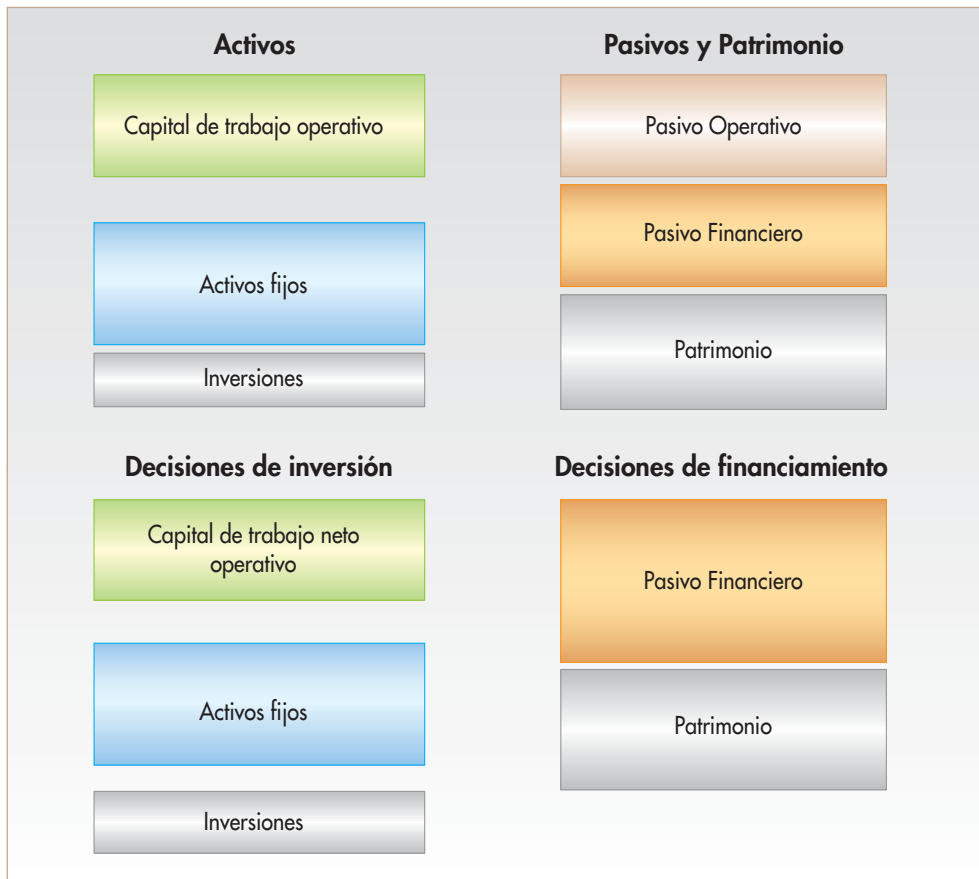 Activos
Pasivos y Patrimonio
Capital de trabajo operativo
Pasivo Operativo
Pasivo Financiero
Activos fijos
Patrimonio
Inversiones
Decisiones de inversión
Decisiones de financiamiento
Capital de trabajo neto
operativo
Pasivo Financiero
Activos fijos
Patrimonio
Inversiones